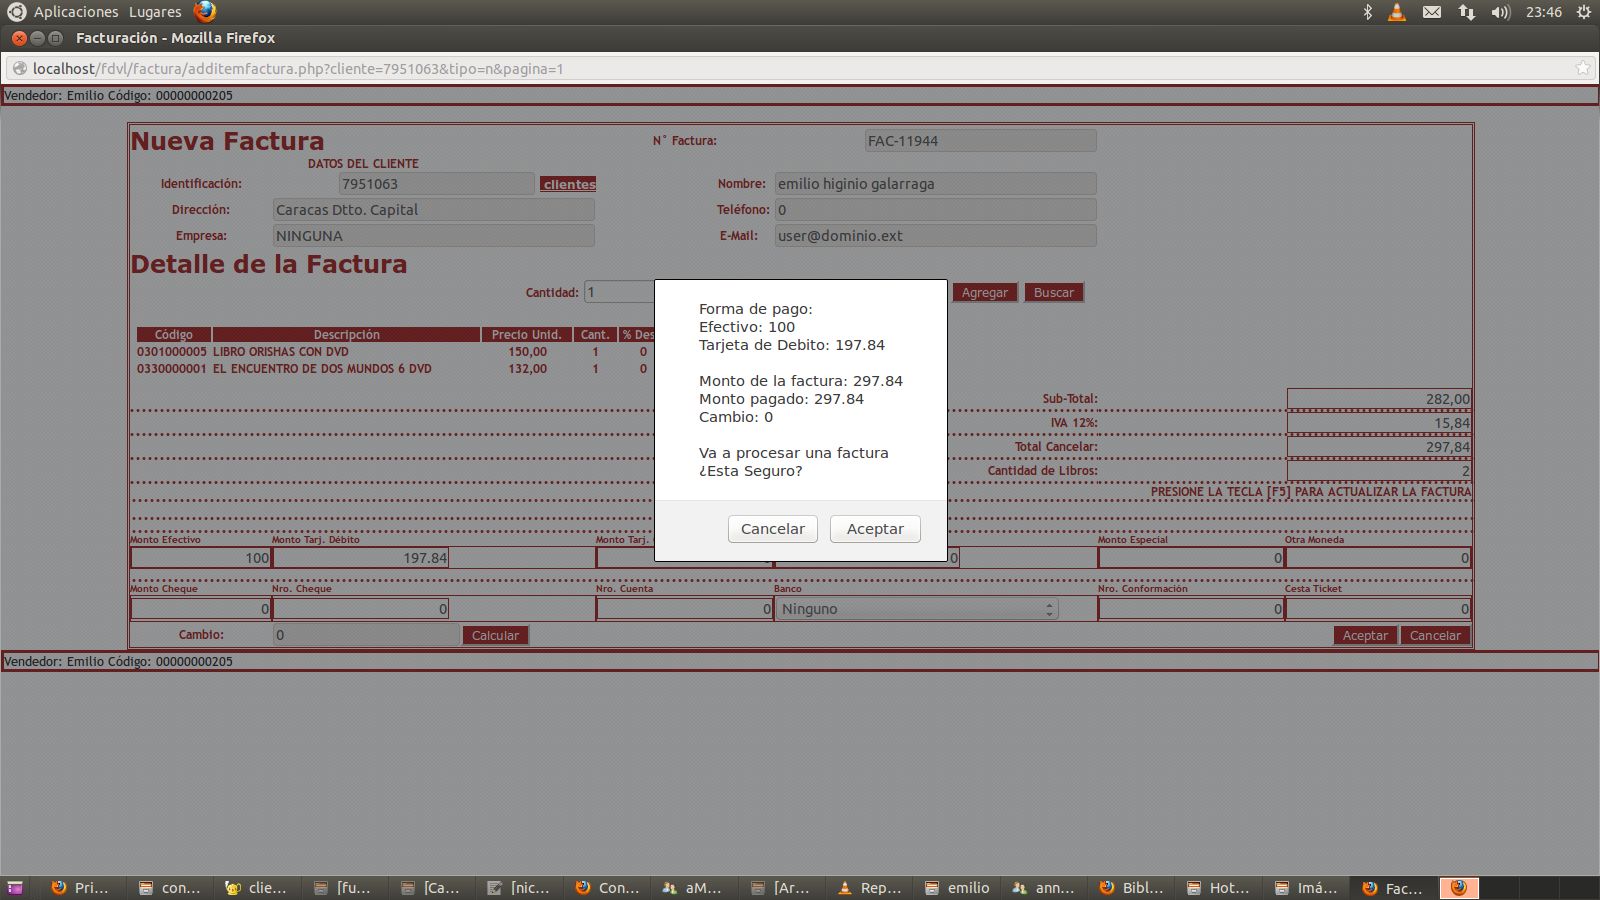 Aplicaciones Lugares 23:46
Facturación - Mozilla Firefox
localhost/fdvl/factura/additemfactura.php?cliente=7951063&tipo=n&pagina=1
Vendedor: Emilio Código: 00000000205
Nueva Factura
N° Factura: FAC-11944
DATOS DEL CLIENTE
Identificación: 7951063 clientes Nombre: emilio higinio galarraga
Dirección: Caracas Dtto. Capital Teléfono: 0
Empresa: NINGUNA E-Mail: user@dominio.ext
Detalle de la Factura
Cantidad: 1 Agregar Buscar
Código Descripción Precio Unid. Cant. % Des
0301000005 LIBRO ORISHAS CON DVD 150,00 1 0
0330000001 EL ENCUENTRO DE DOS MUNDOS 6 DVD 132,00 1 0
Sub-Total: 282,00
IVA 12%: 15,84
Total Cancelar: 297,84
Cantidad de Libros: 2
PRESIONE LA TECLA [F5] PARA ACTUALIZAR LA FACTURA
Forma de pago:
Efectivo: 100
Tarjeta de Debito: 197.84
Monto de la factura: 297.84
Monto pagado: 297.84
Cambio: 0
Va a procesar una factura
¿Esta Seguro?
Cancelar Aceptar
Monto Efectivo Monto Tarj. Débito Monto Tarj. Monto Especial Otra Moneda
100 197.84 0 0 0
Monto Cheque Nro. Cheque Nro. Cuenta Banco Nro. Conformación Cesta Ticket
0 0 0 Ninguno 0 0
Cambio: 0 Calcular Aceptar Cancelar
Vendedor: Emilio Código: 00000000205
Pri... con... clie... [fu... [Ca... [nic... Con... aM... [Ar... Rep... emilio ann... Bibl... Hot... Imá... Fac...